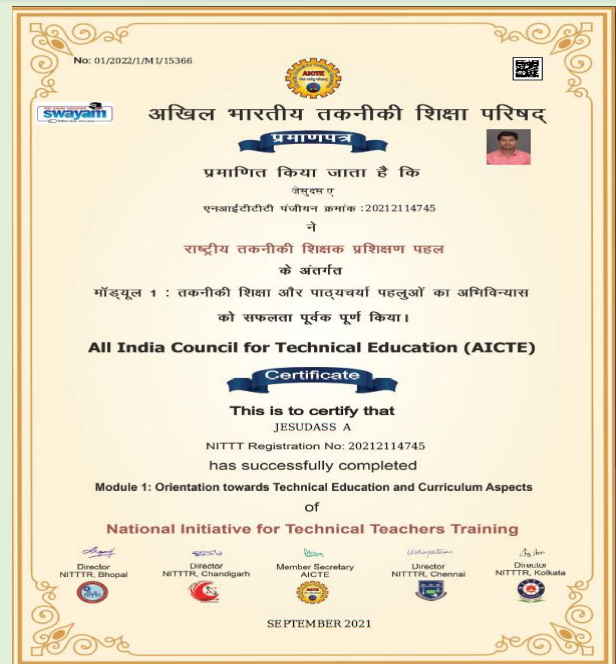 No: 01/2022/1/M1/15366
AICTE
swayam
अखिल भारतीय तकनीकी शिक्षा परिषद्
प्रमाणपत्र
प्रमाणित किया जाता है कि
जेसुदस ए
एनआईटीटीटी पंजीयन क्रमांक :20212114745
ने
राष्ट्रीय तकनीकी शिक्षक प्रशिक्षण पहल
के अंतर्गत
मॉड्यूल 1 : तकनीकी शिक्षा और पाठ्यचर्या पहलुओं का अभिविन्यास
को सफलता पूर्वक पूर्ण किया।
All India Council for Technical Education (AICTE)
Certificate
This is to certify that
JESUDASS A
NITTT Registration No: 20212114745
has successfully completed
Module 1: Orientation towards Technical Education and Curriculum Aspects
of
National Initiative for Technical Teachers Training
Director Director Member Secretary Director Director
NITTTR, Bhopal NITTTR, Chandigarh AICTE NITTTR, Chennai NITTTR, Kolkata
SEPTEMBER 2021